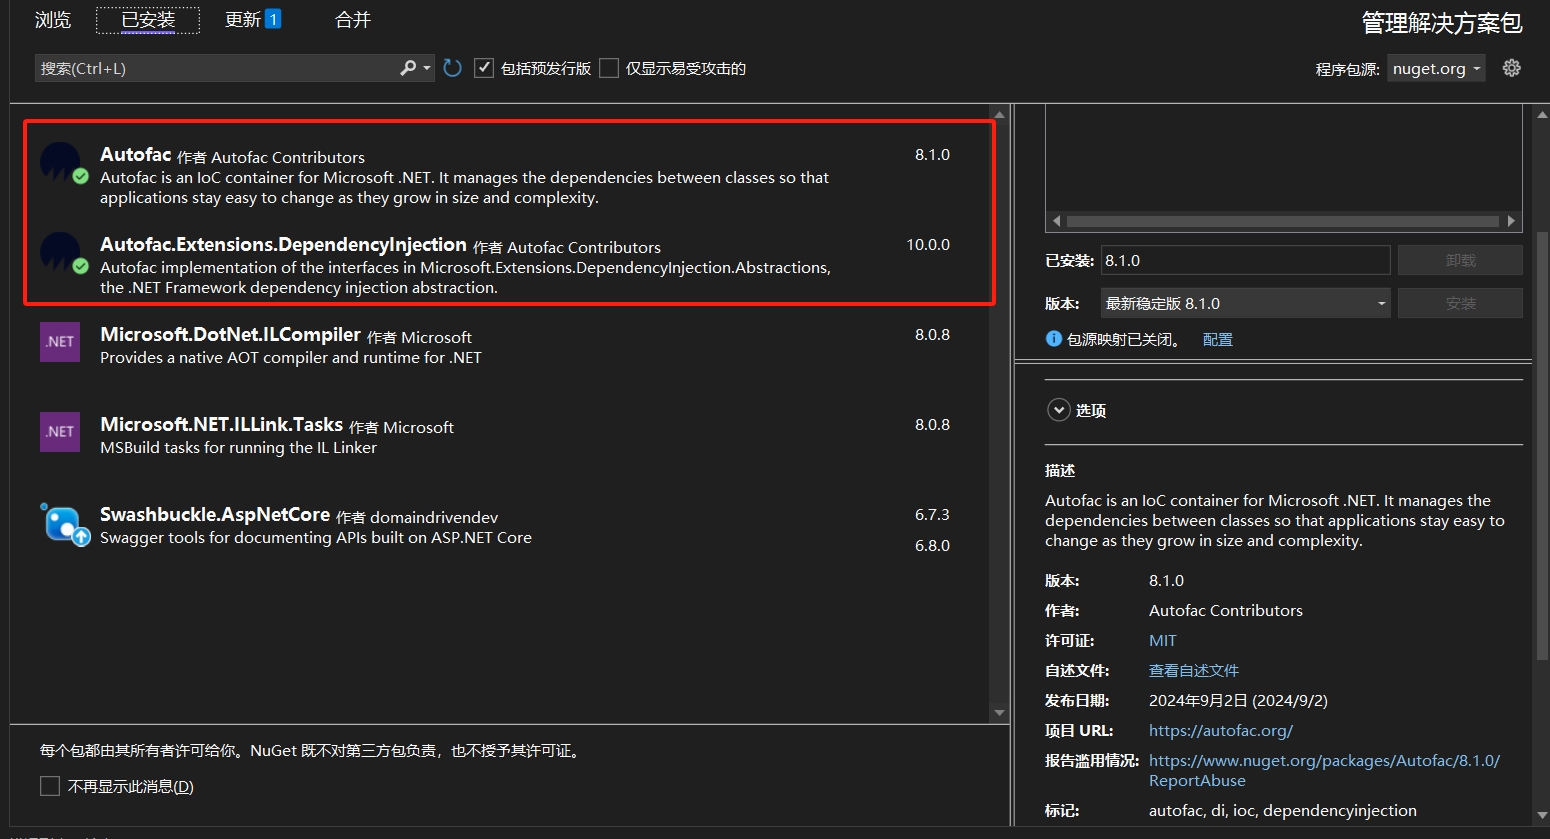 浏览 已安装 更新 1 合并
管理解决方案包
搜索(Ctrl+L) 包括预发行版 仅显示易受攻击的
程序包源: nuget.org
Autofac 作者 Autofac Contributors 8.1.0
Autofac is an IoC container for Microsoft .NET. It manages the dependencies between classes so that
applications stay easy to change as they grow in size and complexity.
Autofac.Extensions.DependencyInjection 作者 Autofac Contributors 10.0.0
Autofac implementation of the interfaces in Microsoft.Extensions.DependencyInjection.Abstractions,
the .NET Framework dependency injection abstraction.
.NET
Microsoft.DotNet.ILCompiler 作者 Microsoft 8.0.8
Provides a native AOT compiler and runtime for .NET
.NET
Microsoft.NET.ILLink.Tasks 作者 Microsoft 8.0.8
MSBuild tasks for running the IL Linker
Swashbuckle.AspNetCore 作者 domaindrivendev 6.7.3
Swagger tools for documenting APIs built on ASP.NET Core 6.8.0
每个包都由其所有者许可给你。NuGet 既不对第三方包负责，也不授予其许可证。
不再显示此消息(D)
已安装: 8.1.0 卸载
版本: 最新稳定版 8.1.0 安装
包源映射已关闭。 配置
选项
描述
Autofac is an IoC container for Microsoft .NET. It manages the
dependencies between classes so that applications stay easy to
change as they grow in size and complexity.
版本: 8.1.0
作者: Autofac Contributors
许可证: MIT
自述文件: 查看自述文件
发布日期: 2024年9月2日 (2024/9/2)
项目 URL: https://autofac.org/
报告滥用情况: https://www.nuget.org/packages/Autofac/8.1.0/
ReportAbuse
标记: autofac, di, ioc, dependencyinjection